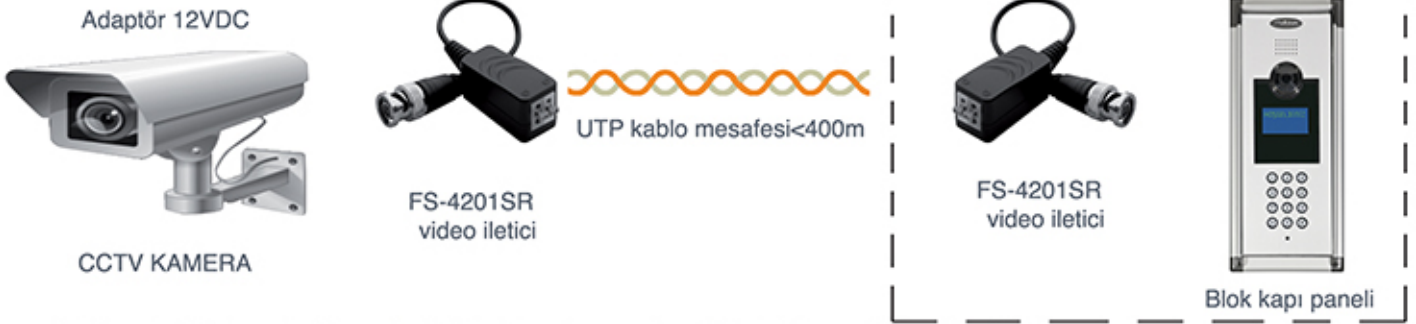 Adaptör 12VDC
UTP kablo mesafesi<400m
FS-4201SR
video iletici
FS-4201SR
video iletici
CCTV KAMERA
Blok kapı paneli